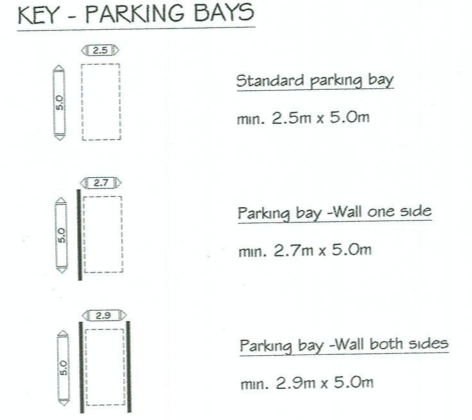 KEY - PARKING BAYS
2.5
5.0
Standard parking bay
min. 2.5m x 5.0m
2.7
5.0
Parking bay -Wall one side
min. 2.7m x 5.0m
2.9
5.0
Parking bay -Wall both sides
min. 2.9m x 5.0m